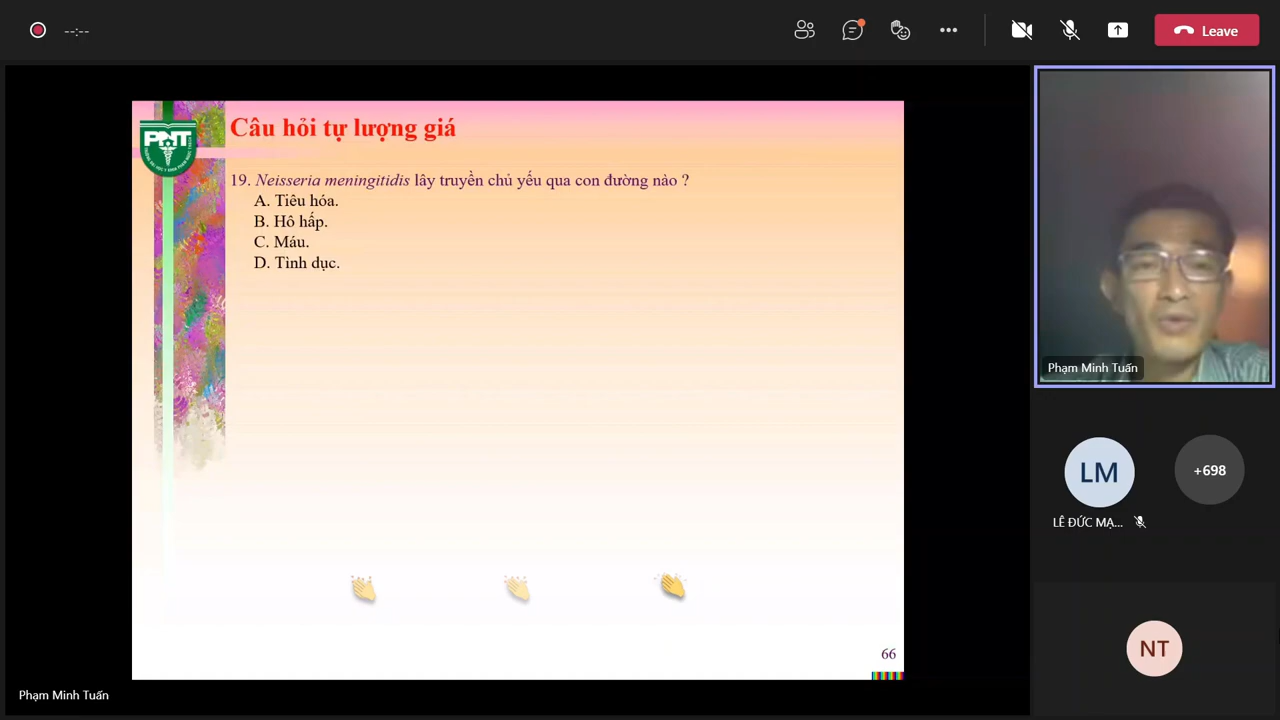 --:--
Leave
PNT
Câu hỏi tự lượng giá
19. Neisseria meningitidis lây truyền chủ yếu qua con đường nào ?
A. Tiêu hóa.
B. Hô hấp.
C. Máu.
D. Tình dục.
66
Phạm Minh Tuấn
Phạm Minh Tuấn
LM
+698
LÊ ĐỨC MẠ...
NT